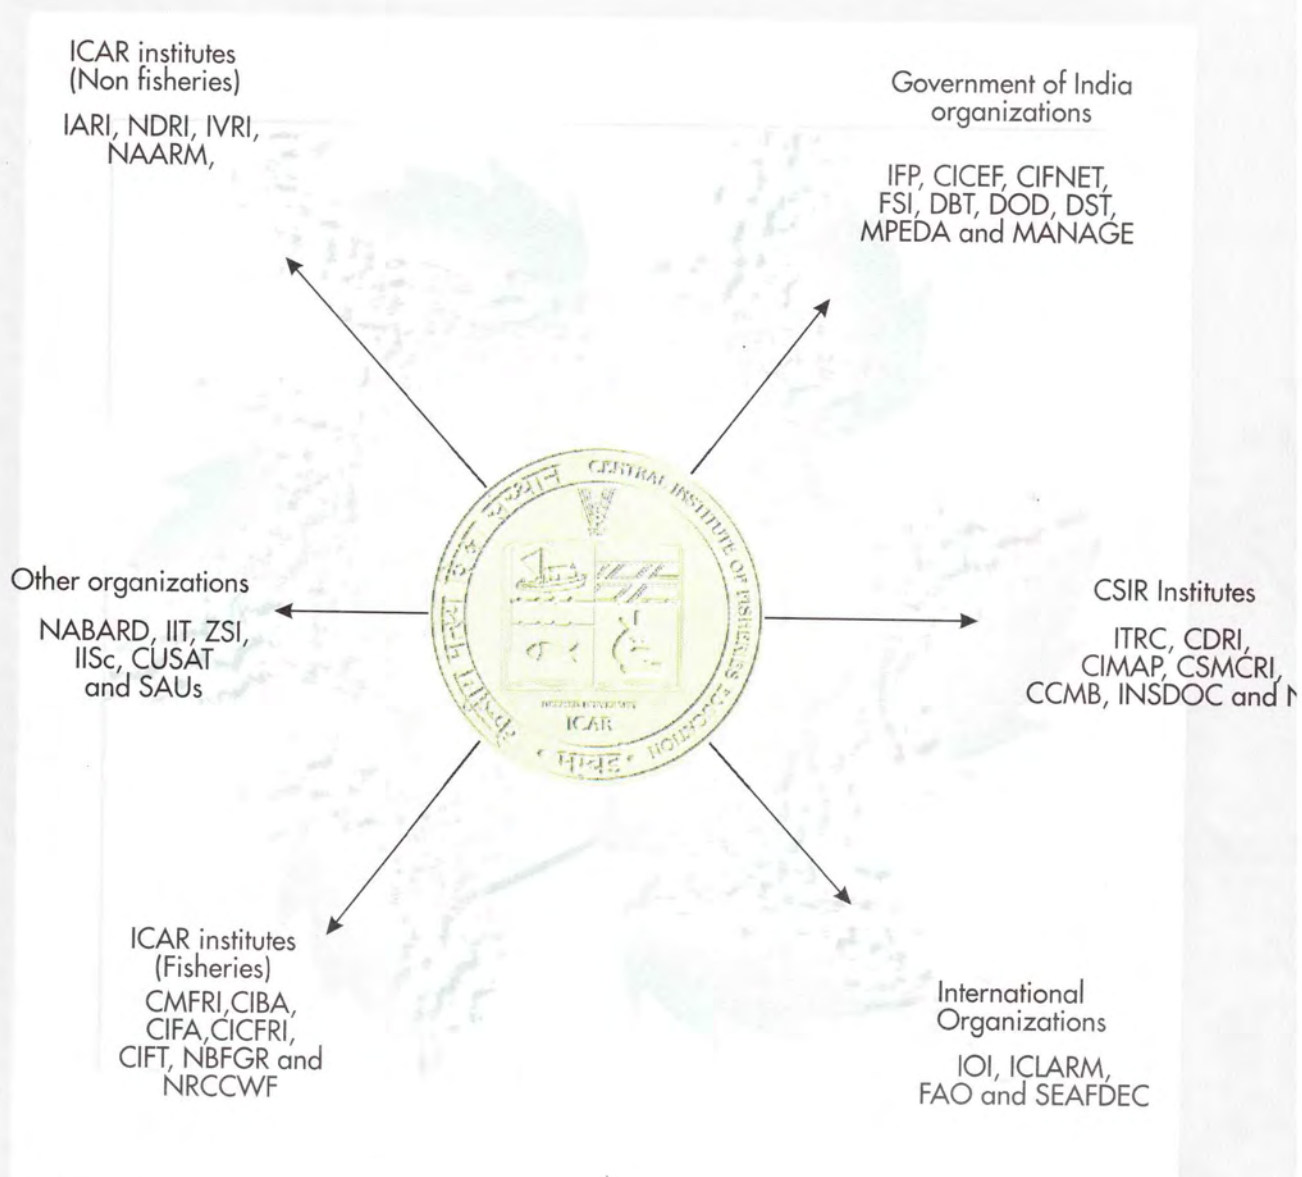 ICAR institutes
(Non fisheries)
IARI, NDRI, IVRI,
NAARM,
Government of India
organizations
IFP, CICEF, CIFNET,
FSI, DBT, DOD, DST,
MPEDA and MANAGE
CENTRAL INSTITUTE OF FISHERIES EDUCATION
ICAR
Other organizations
NABARD, IIT, ZSI,
IISc, CUSAT
and SAUs
CSIR Institutes
ITRC, CDRI,
CIMAP, CSMCRI,
CCMB, INSDOC and
ICAR institutes
(Fisheries)
CMFRI,CIBA,
CIFA,CICFRI,
CIFT, NBFGR and
NRCCWF
International
Organizations
IOI, ICLARM,
FAO and SEAFDEC